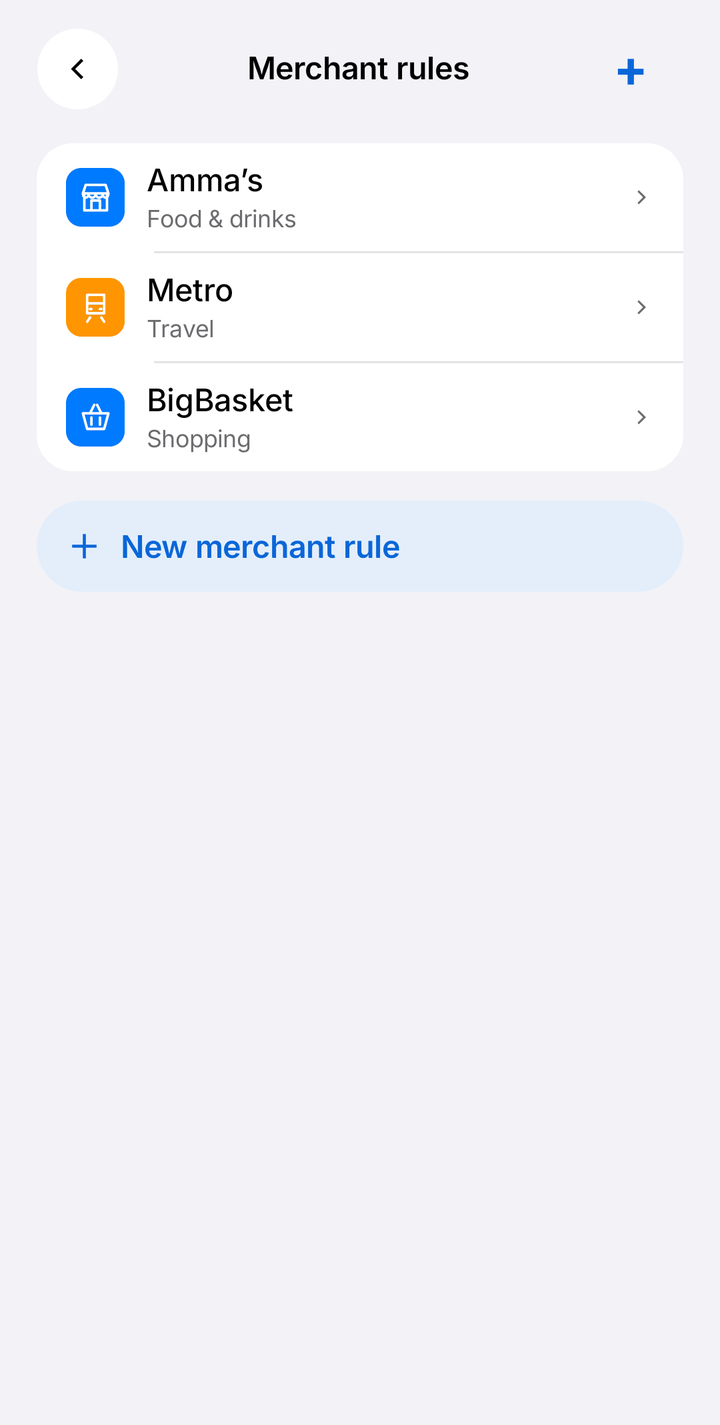 Merchant rules
+
Amma’s
Food & drinks
Metro
Travel
BigBasket
Shopping
+ New merchant rule